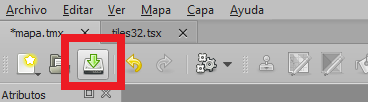 Archivo Editar Ver Mapa Capa Ayuda
*mapa.tmx tiles32.tsx
Atributos